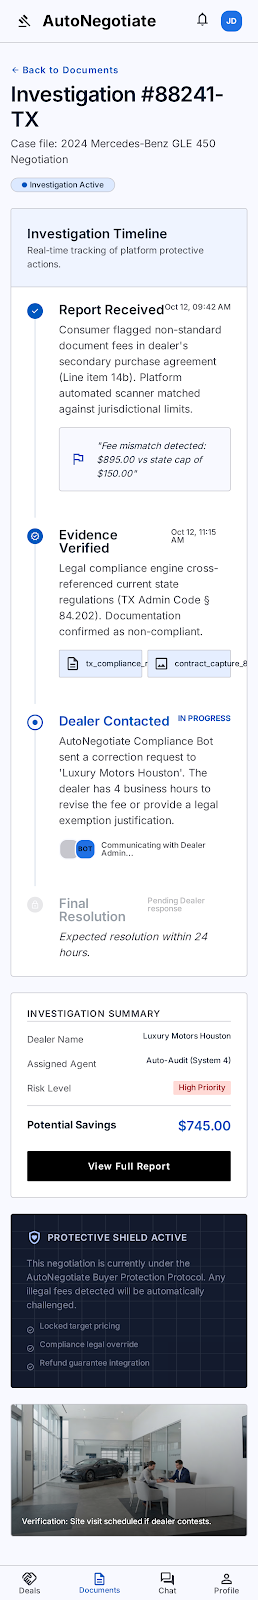 AutoNegotiate
JD
← Back to Documents
Investigation #88241-
TX
Case file: 2024 Mercedes-Benz GLE 450
Negotiation
Investigation Active
Investigation Timeline
Real-time tracking of platform protective
actions.
Report Received
Oct 12, 09:42 AM
Consumer flagged non-standard
document fees in dealer's
secondary purchase agreement
(Line item 14b). Platform
automated scanner matched
against jurisdictional limits.
"Fee mismatch detected:
$895.00 vs state cap of
$150.00"
Evidence
Verified
Oct 12, 11:15
AM
Legal compliance engine cross-
referenced current state
regulations (TX Admin Code §
84.202). Documentation
confirmed as non-compliant.
tx_compliance_r
contract_capture_8
Dealer Contacted
IN PROGRESS
AutoNegotiate Compliance Bot
sent a correction request to
'Luxury Motors Houston'. The
dealer has 4 business hours to
revise the fee or provide a legal
exemption justification.
BOT
Communicating with Dealer
Admin...
Final
Resolution
Pending Dealer
response
Expected resolution within 24
hours.
INVESTIGATION SUMMARY
Dealer Name
Luxury Motors Houston
Assigned Agent
Auto-Audit (System 4)
Risk Level
High Priority
Potential Savings
$745.00
View Full Report
PROTECTIVE SHIELD ACTIVE
This negotiation is currently under the
AutoNegotiate Buyer Protection Protocol. Any
illegal fees detected will be automatically
challenged.
Locked target pricing
Compliance legal override
Refund guarantee integration
Verification: Site visit scheduled if dealer contests.
Deals
Documents
Chat
Profile